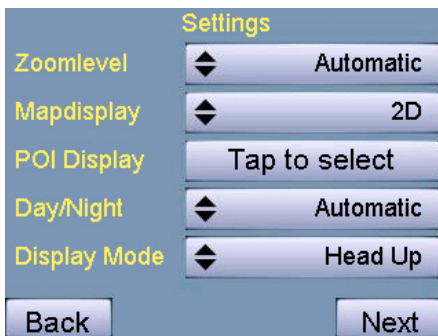 Settings
Zoomlevel Automatic
Mapdisplay 2D
POI Display Tap to select
Day/Night Automatic
Display Mode Head Up
Back Next